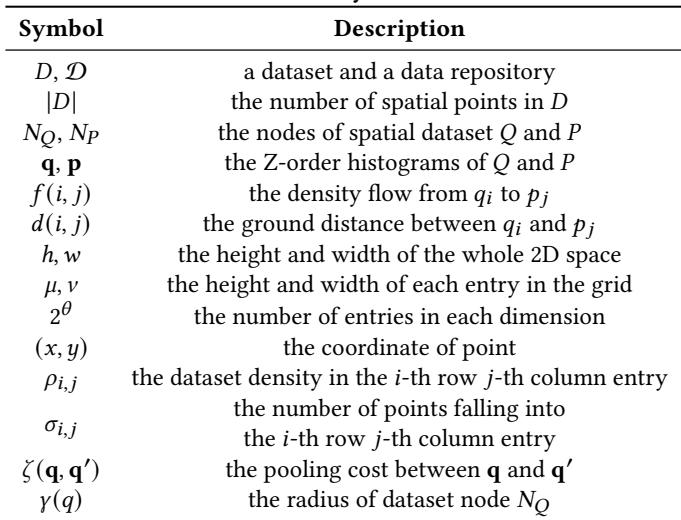 Symbol Description
D, 𝒟 a dataset and a data repository
|D| the number of spatial points in D
N_Q, N_P the nodes of spatial dataset Q and P
q, p the Z-order histograms of Q and P
f(i, j) the density flow from q_i to p_j
d(i, j) the ground distance between q_i and p_j
h, w the height and width of the whole 2D space
μ, ν the height and width of each entry in the grid
2^θ the number of entries in each dimension
(x, y) the coordinate of point
ρ_{i,j} the dataset density in the i-th row j-th column entry
σ_{i,j} the number of points falling into
the i-th row j-th column entry
ζ(q, q′) the pooling cost between q and q′
γ(q) the radius of dataset node N_Q